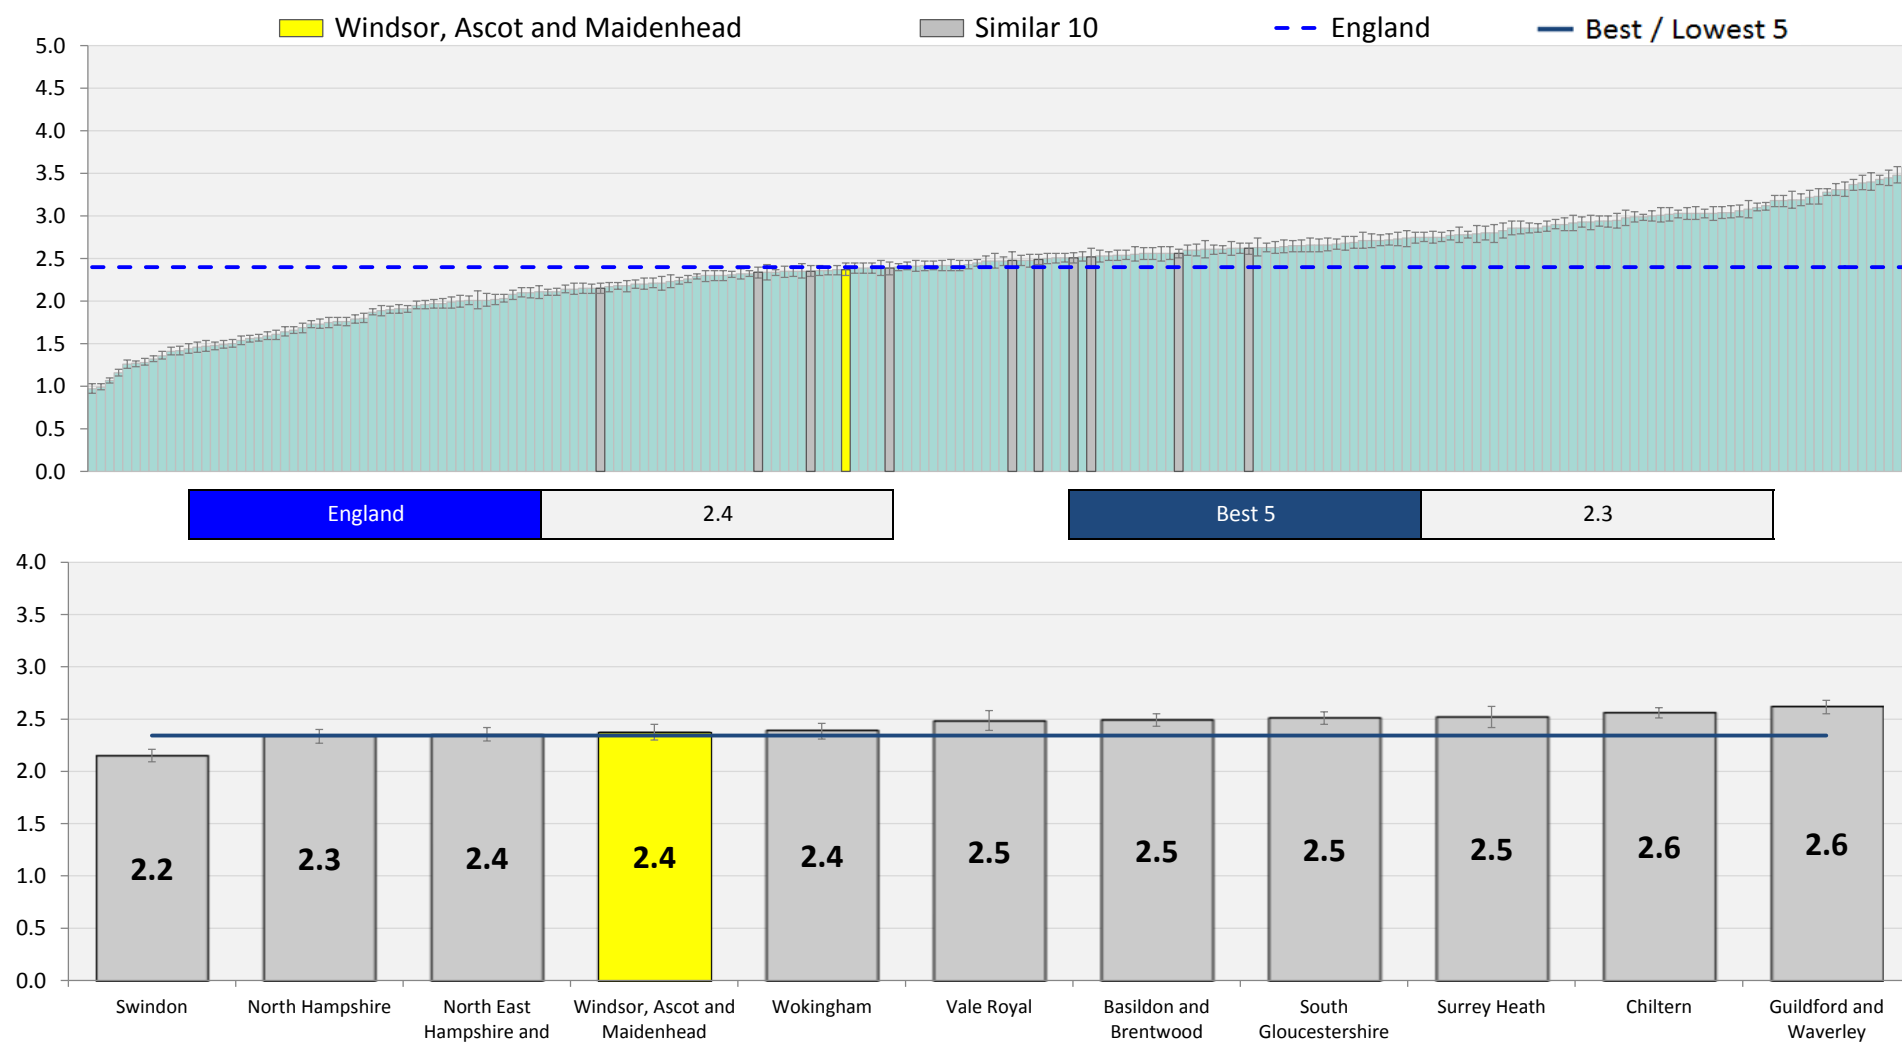 Windsor, Ascot and Maidenhead Similar 10 England Best / Lowest 5
5.0
4.5
4.0
3.5
3.0
2.5
2.0
1.5
1.0
0.5
0.0
England 2.4 Best 5 2.3
4.0
3.5
3.0
2.5
2.0
1.5
1.0
0.5
0.0
2.2 2.3 2.4 2.4 2.4 2.5 2.5 2.5 2.5 2.6 2.6
Swindon
North Hampshire
North East
Hampshire and
Windsor, Ascot and
Maidenhead
Wokingham
Vale Royal
Basildon and
Brentwood
South
Gloucestershire
Surrey Heath
Chiltern
Guildford and
Waverley